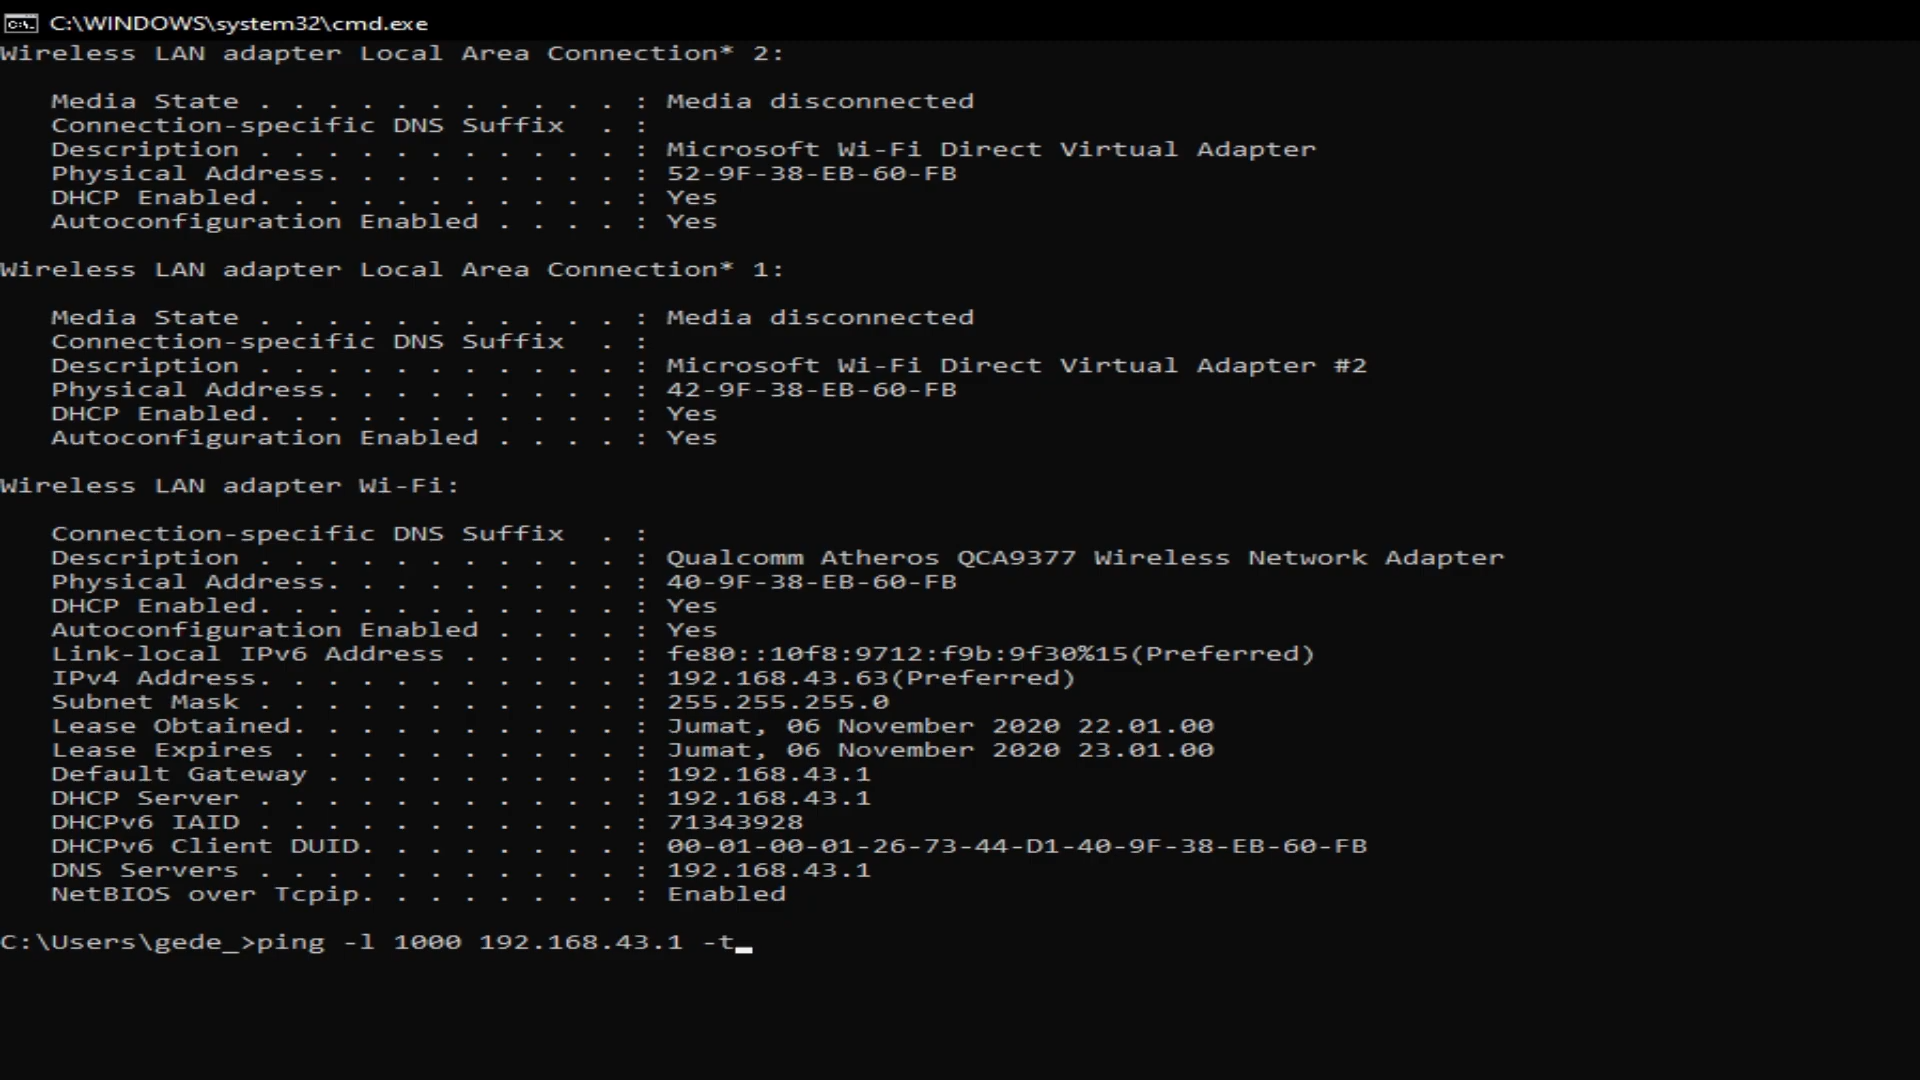 C:\WINDOWS\system32\cmd.exe
Wireless LAN adapter Local Area Connection* 2:
Media State . . . . . . . . . . . : Media disconnected
Connection-specific DNS Suffix  . :
Description . . . . . . . . . . . : Microsoft Wi-Fi Direct Virtual Adapter
Physical Address. . . . . . . . . : 52-9F-38-EB-60-FB
DHCP Enabled. . . . . . . . . . . : Yes
Autoconfiguration Enabled . . . . : Yes
Wireless LAN adapter Local Area Connection* 1:
Media State . . . . . . . . . . . : Media disconnected
Connection-specific DNS Suffix  . :
Description . . . . . . . . . . . : Microsoft Wi-Fi Direct Virtual Adapter #2
Physical Address. . . . . . . . . : 42-9F-38-EB-60-FB
DHCP Enabled. . . . . . . . . . . : Yes
Autoconfiguration Enabled . . . . : Yes
Wireless LAN adapter Wi-Fi:
Connection-specific DNS Suffix  . :
Description . . . . . . . . . . . : Qualcomm Atheros QCA9377 Wireless Network Adapter
Physical Address. . . . . . . . . : 40-9F-38-EB-60-FB
DHCP Enabled. . . . . . . . . . . : Yes
Autoconfiguration Enabled . . . . : Yes
Link-local IPv6 Address . . . . . : fe80::10f8:9712:f9b:9f30%15(Preferred)
IPv4 Address. . . . . . . . . . . : 192.168.43.63(Preferred)
Subnet Mask . . . . . . . . . . . : 255.255.255.0
Lease Obtained. . . . . . . . . . : Jumat, 06 November 2020 22.01.00
Lease Expires . . . . . . . . . . : Jumat, 06 November 2020 23.01.00
Default Gateway . . . . . . . . . : 192.168.43.1
DHCP Server . . . . . . . . . . . : 192.168.43.1
DHCPv6 IAID . . . . . . . . . . . : 71343928
DHCPv6 Client DUID. . . . . . . . : 00-01-00-01-26-73-44-D1-40-9F-38-EB-60-FB
DNS Servers . . . . . . . . . . . : 192.168.43.1
NetBIOS over Tcpip. . . . . . . . : Enabled
C:\Users\gede_>ping -l 1000 192.168.43.1 -t